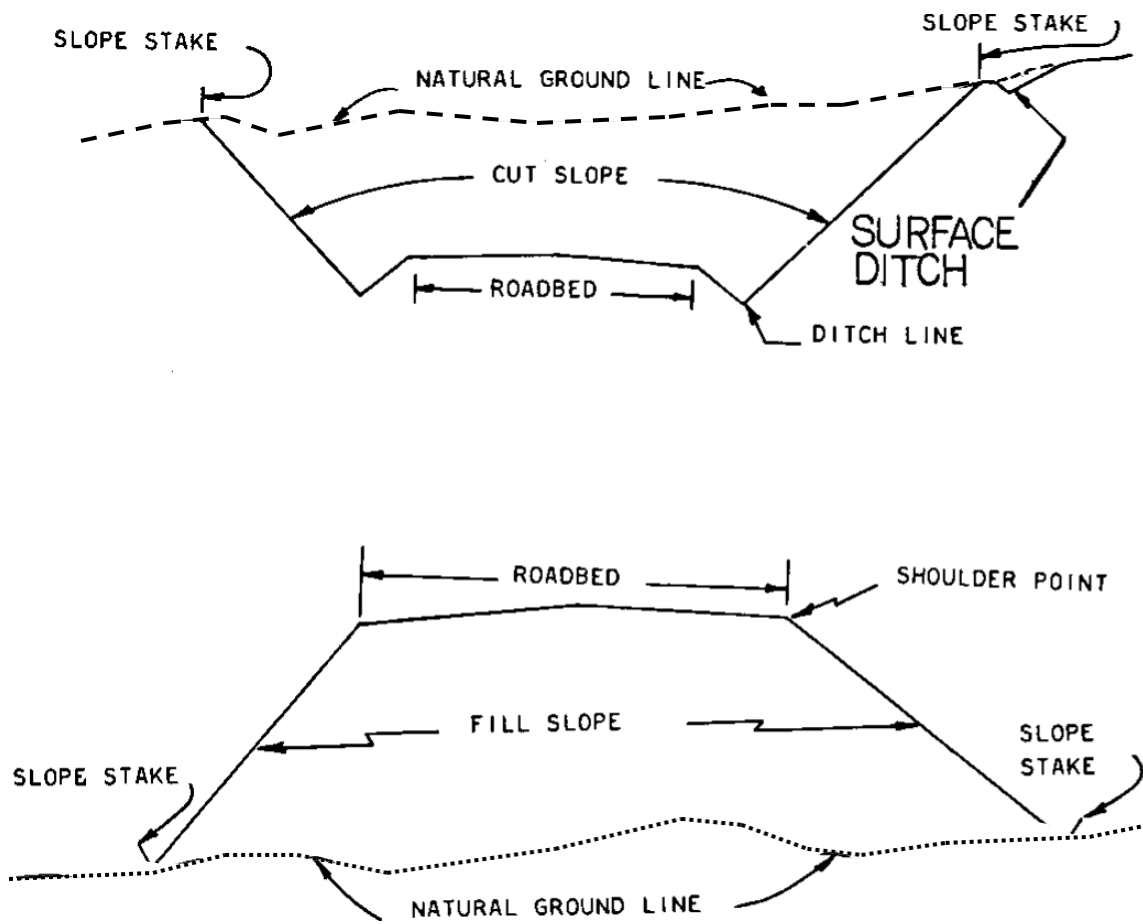 SLOPE STAKE
SLOPE STAKE
NATURAL GROUND LINE
CUT SLOPE
SURFACE
DITCH
ROADBED
DITCH LINE
ROADBED
SHOULDER POINT
FILL SLOPE
SLOPE
STAKE
SLOPE STAKE
NATURAL GROUND LINE